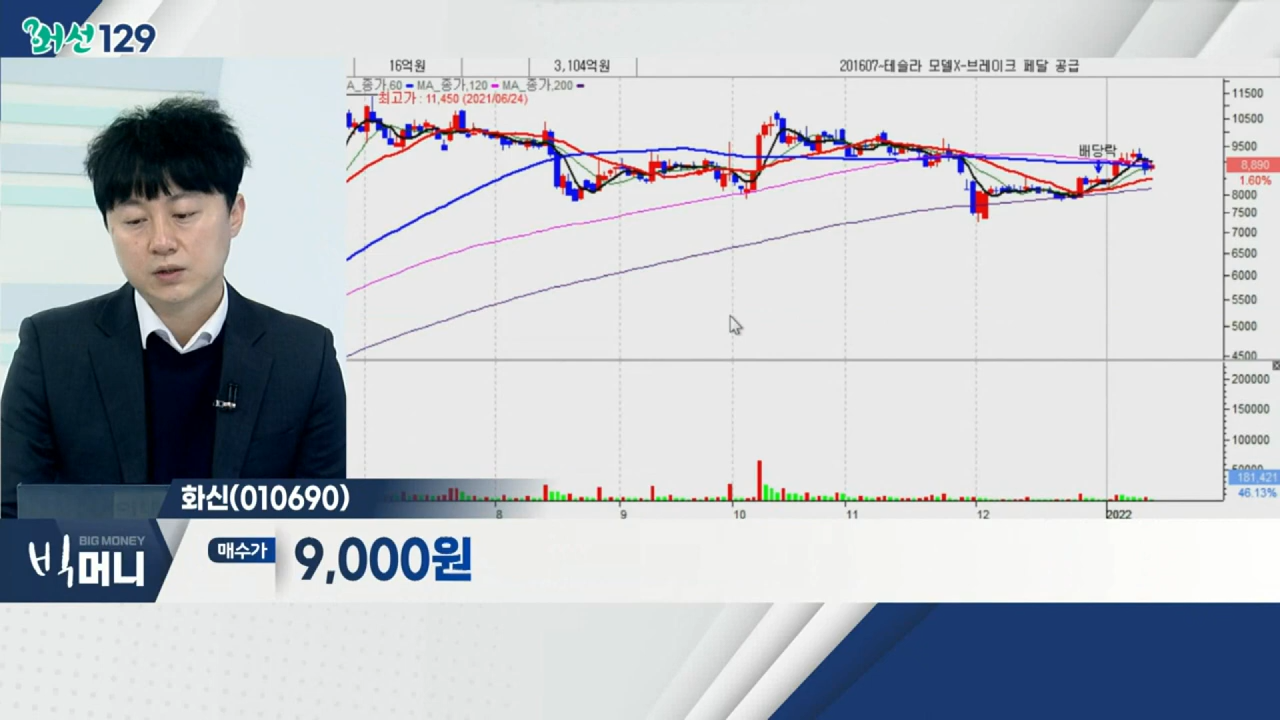 머선129
16억원 3,104억원 201607-테슬라 모델X-브레이크 페달 공급
A_종가,60 MA_종가,120 MA_종가,200
최고가 : 11,450 (2021/06/24)
배당락
11500
10500
9500
8,890
1.60%
8000
7500
7000
6500
6000
5500
5000
4500
200000
150000
100000
50000
181,421
46.13%
8 9 10 11 12 2022
화신(010690)
BIG MONEY
빅머니
매수가 9,000원